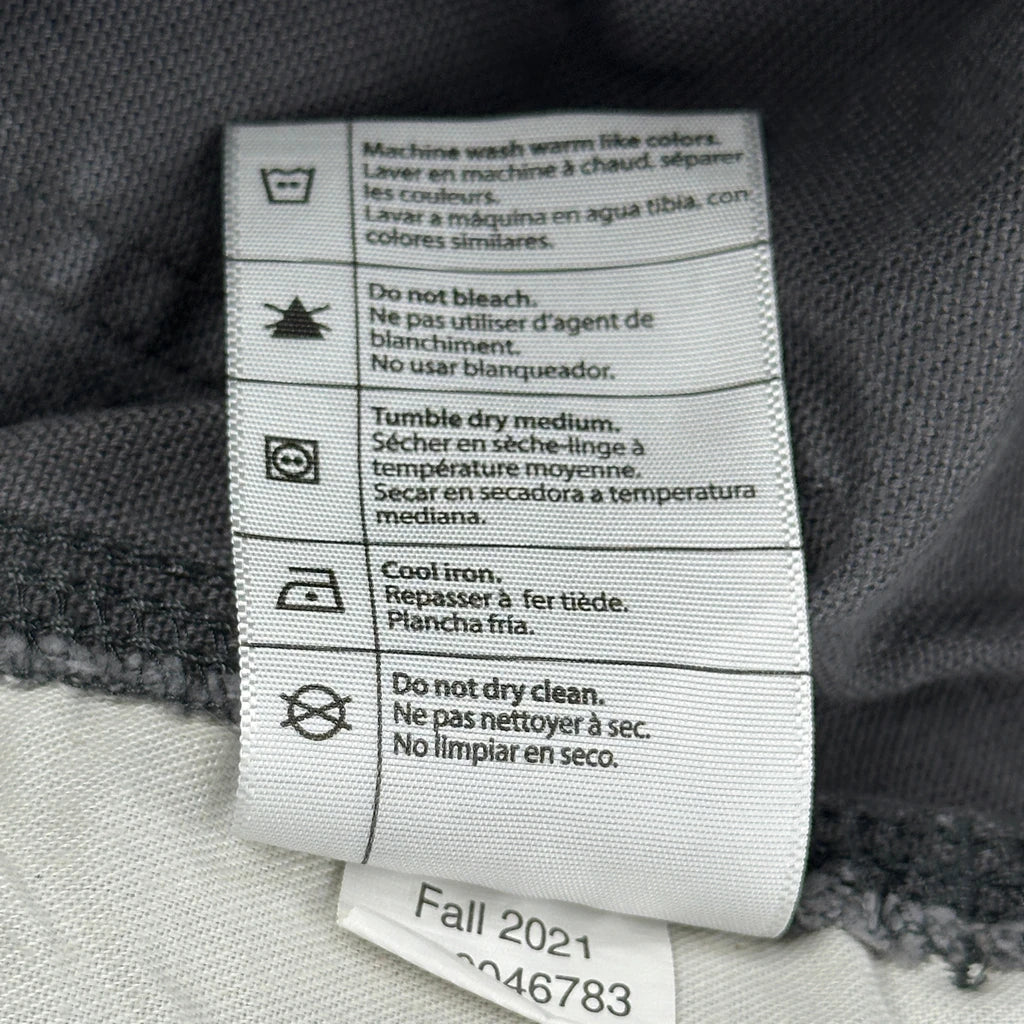 Machine wash warm like colors.
Laver en machine à chaud. séparer
les couleurs.
Lavar a máquina en agua tibia. con
colores similares.
Do not bleach.
Ne pas utiliser d'agent de
blanchiment.
No usar blanqueador.
Tumble dry medium.
Sécher en sèche-linge à
température moyenne.
Secar en secadora a temperatura
mediana.
Cool iron.
Repasser à fer tiède.
Plancha fría.
Do not dry clean.
Ne pas nettoyer à sec.
No limpiar en seco.
Fall 2021
046783